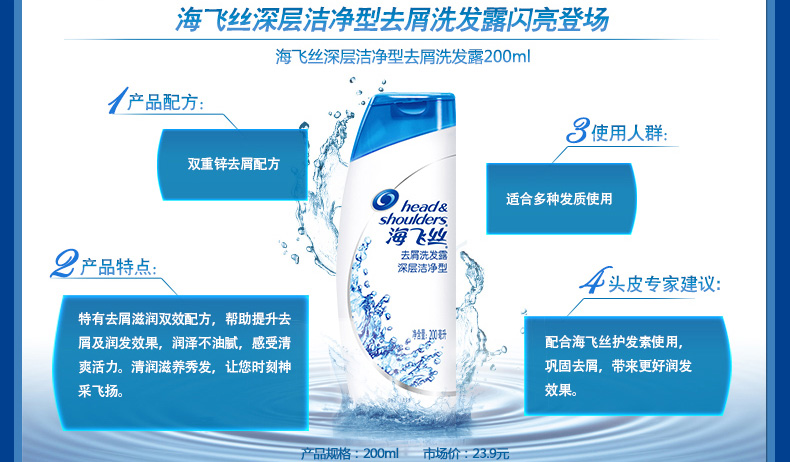 海飞丝深层洁净型去屑洗发露闪亮登场
海飞丝深层洁净型去屑洗发露200ml
1 产品配方:
双重锌去屑配方
2 产品特点:
特有去屑滋润双效配方，帮助提升去
屑及润发效果，润泽不油腻，感受清
爽活力。清润滋养秀发，让您时刻神
采飞扬。
head&
shoulders
海飞丝
去屑洗发露
深层洁净型
净含量:200毫升
3 使用人群:
适合多种发质使用
4 头皮专家建议:
配合海飞丝护发素使用，
巩固去屑，带来更好润发
效果。
产品规格：200ml 市场价：23.9元